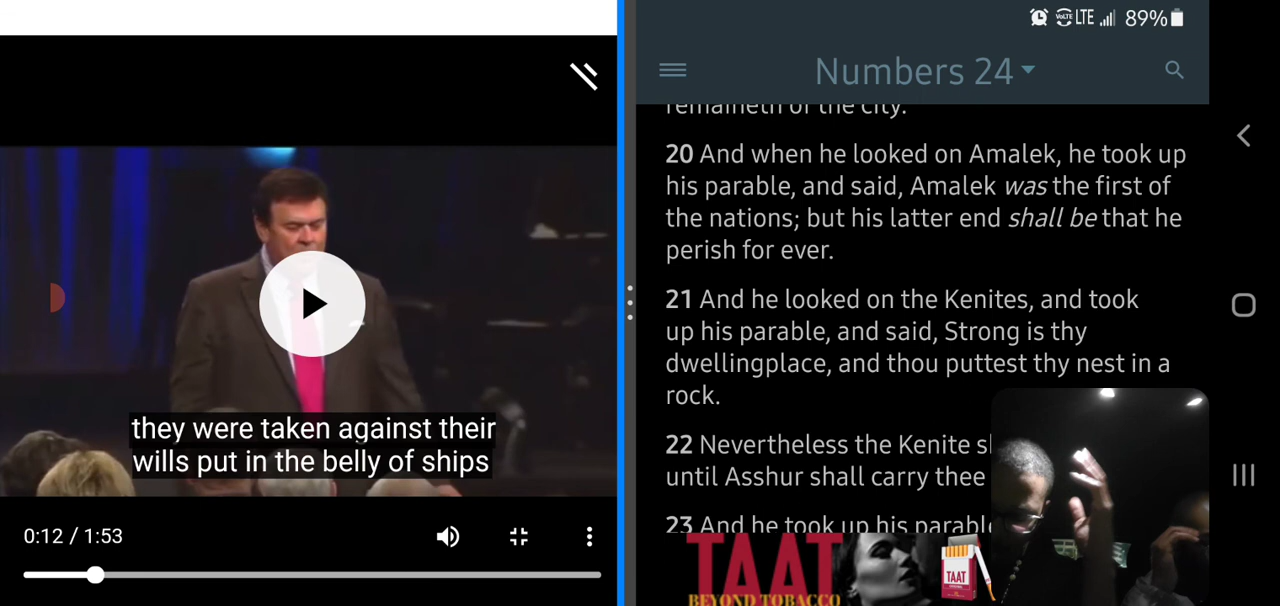 they were taken against their
wills put in the belly of ships
0:12 / 1:53
LTE 89%
Numbers 24
remaineth of the city.
20 And when he looked on Amalek, he took up
his parable, and said, Amalek was the first of
the nations; but his latter end shall be that he
perish for ever.
21 And he looked on the Kenites, and took
up his parable, and said, Strong is thy
dwellingplace, and thou puttest thy nest in a
rock.
22 Nevertheless the Kenite
until Asshur shall carry thee
23 And he took up his parable
TAAT
BEYOND TOBACCO
TAAT